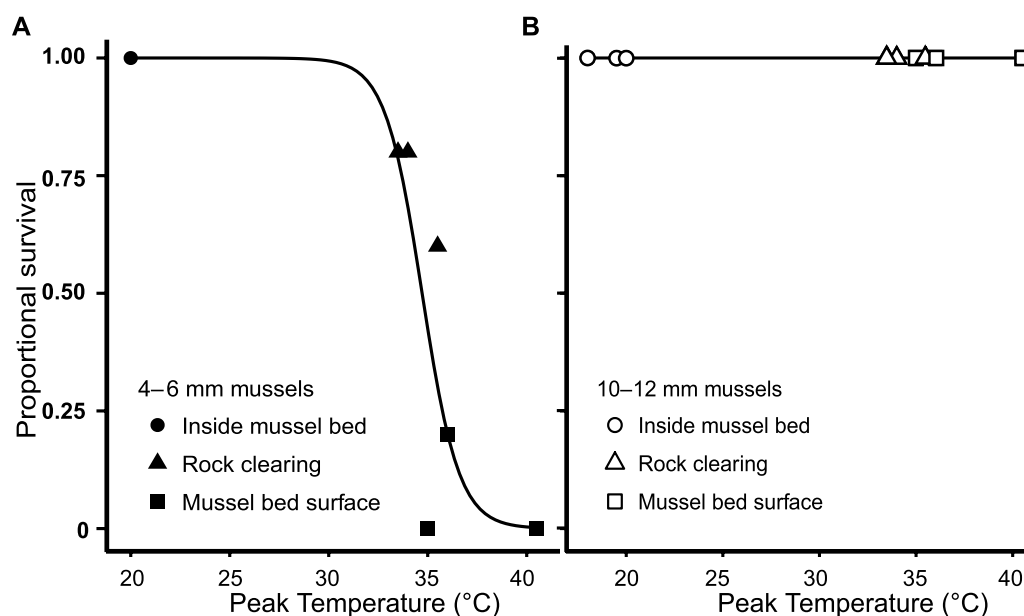 A
B
1.00
0.75
0.50
0.25
0
Proportional survival
4–6 mm mussels
Inside mussel bed
Rock clearing
Mussel bed surface
20 25 30 35 40
Peak Temperature (°C)
10–12 mm mussels
Inside mussel bed
Rock clearing
Mussel bed surface
20 25 30 35 40
Peak Temperature (°C)